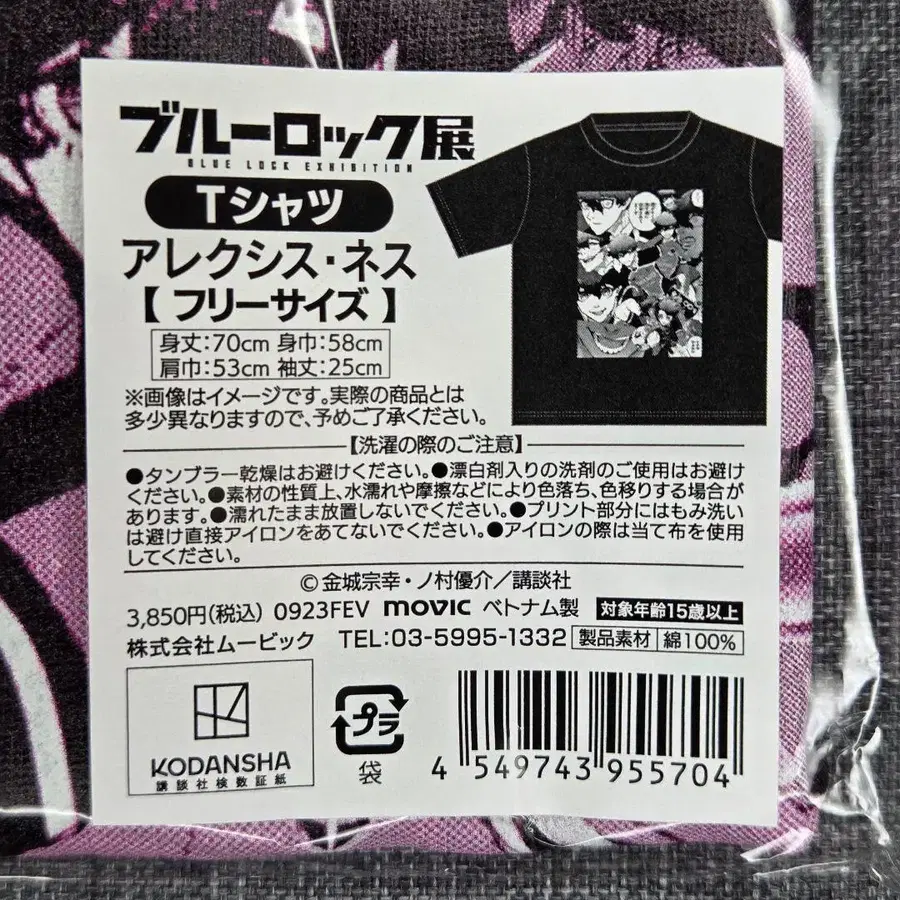 ブルーロック展
BLUE LOCK EXHIBITION
Tシャツ
アレクシス・ネス
【フリーサイズ】
身丈:70cm 身巾:58cm
肩巾:53cm 袖丈:25cm
※画像はイメージです。実際の商品とは
多少異なりますので、予めご了承ください。
【洗濯の際のご注意】
●タンブラー乾燥はお避けください。●漂白剤入りの洗剤のご使用はお避け
ください。●素材の性質上、水濡れや摩擦などにより色落ち、色移りする場合が
あります。●濡れたまま放置しないでください。●プリント部分にはもみ洗い
は避け直接アイロンをあてないでください。●アイロンの際は当て布を使用
してください。
©金城宗幸・ノ村優介/講談社
3,850円(税込) 0923FEV movic ベトナム製 対象年齢15歳以上
株式会社ムービック TEL:03-5995-1332 製品素材 綿100%
KODANSHA
講談社検数証紙
プラ
袋
4 549743 955704